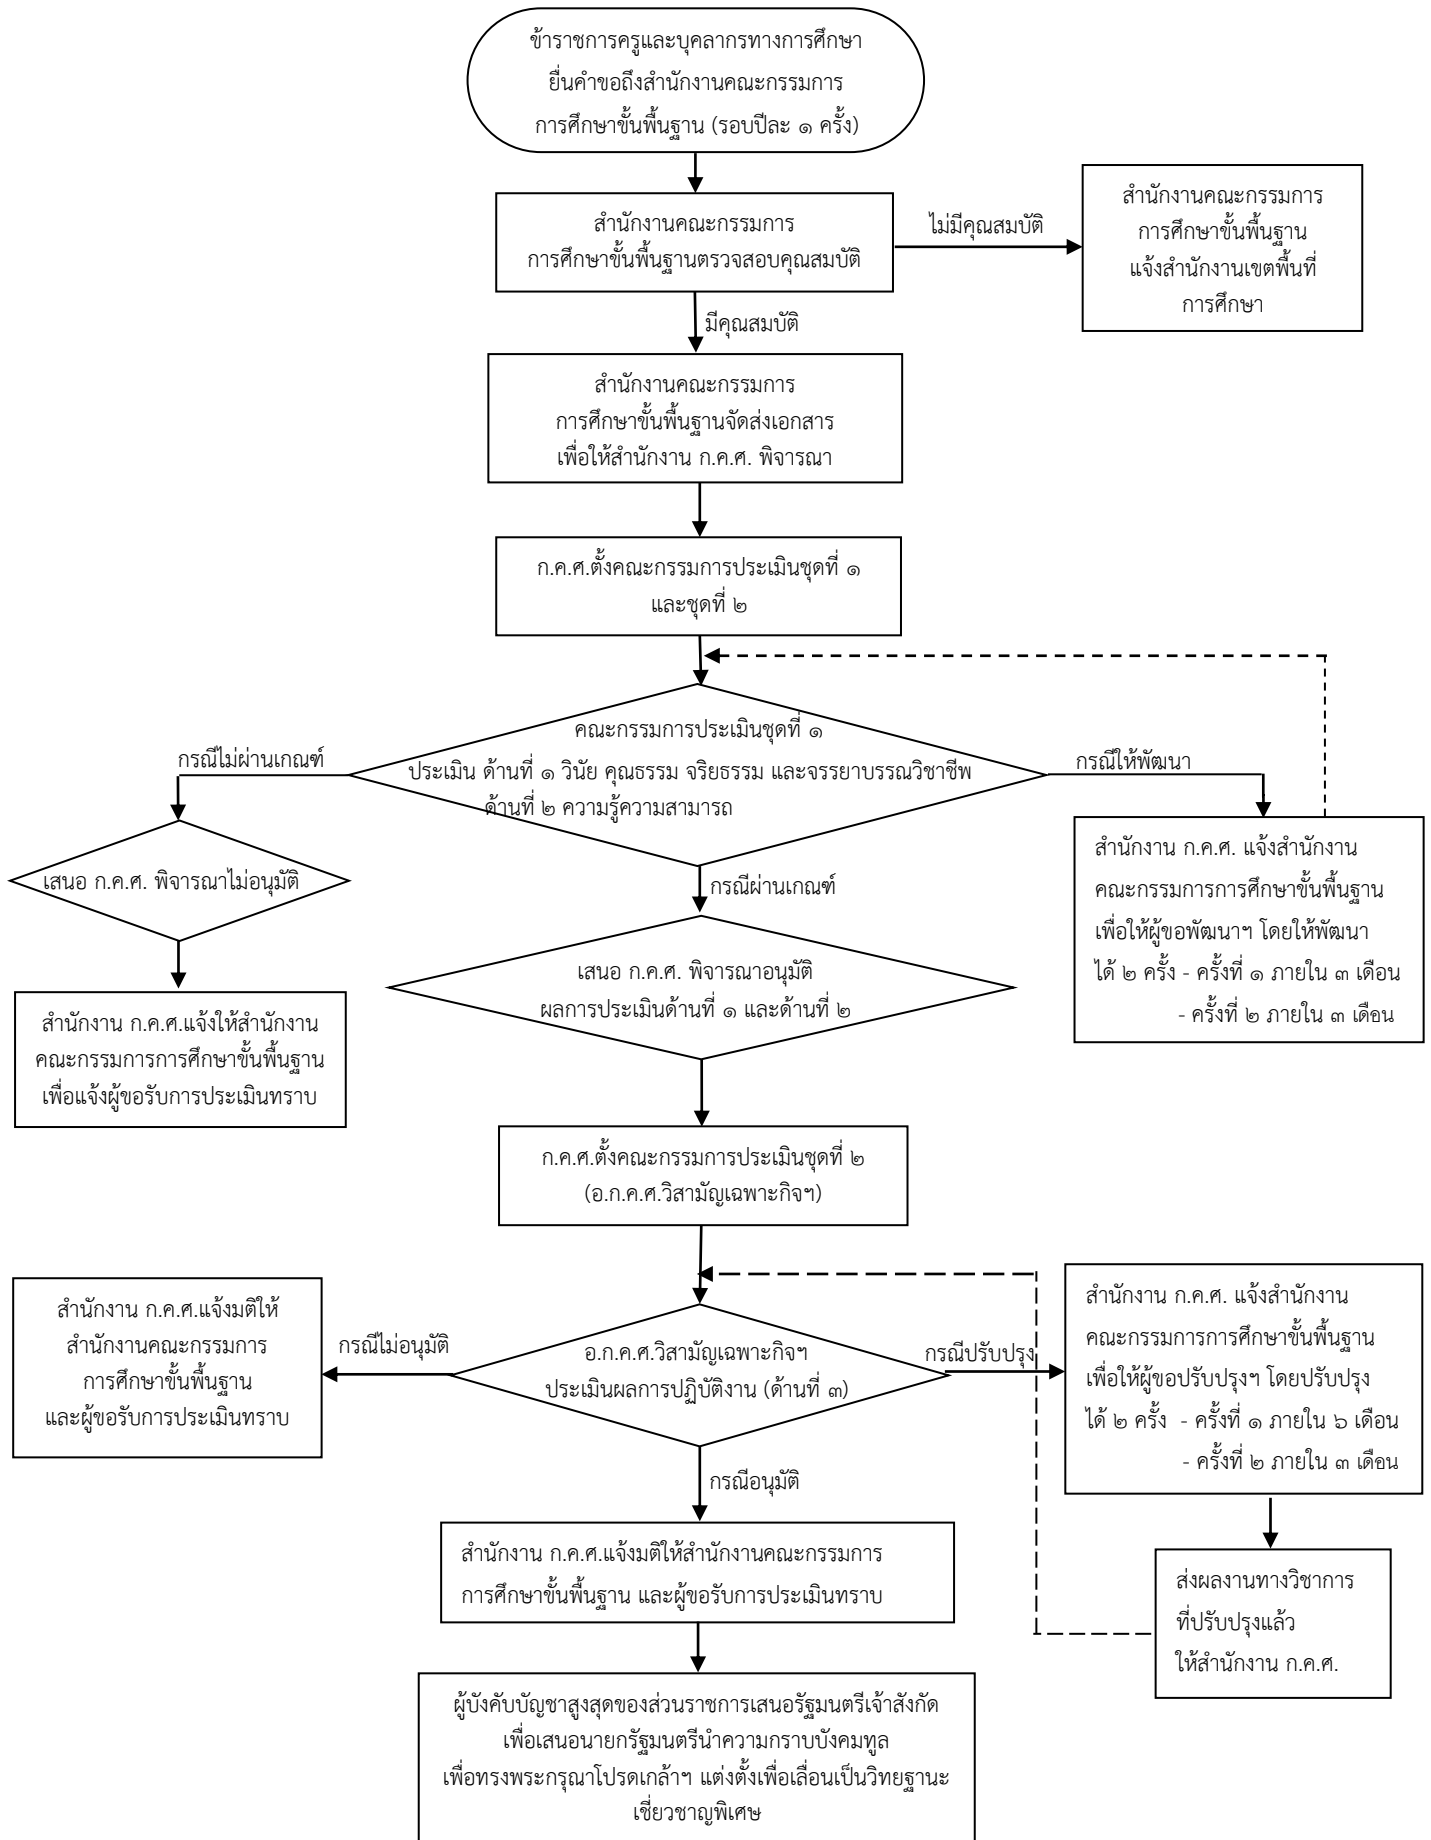 ข้าราชการครูและบุคลากรทางการศึกษา
ยื่นคำขอถึงสำนักงานคณะกรรมการ
การศึกษาขั้นพื้นฐาน (รอบปีละ ๑ ครั้ง)
สำนักงานคณะกรรมการ
การศึกษาขั้นพื้นฐานตรวจสอบคุณสมบัติ
ไม่มีคุณสมบัติ
สำนักงานคณะกรรมการ
การศึกษาขั้นพื้นฐาน
แจ้งสำนักงานเขตพื้นที่
การศึกษา
มีคุณสมบัติ
สำนักงานคณะกรรมการ
การศึกษาขั้นพื้นฐานจัดส่งเอกสาร
เพื่อให้สำนักงาน ก.ค.ศ. พิจารณา
ก.ค.ศ.ตั้งคณะกรรมการประเมินชุดที่ ๑
และชุดที่ ๒
คณะกรรมการประเมินชุดที่ ๑
ประเมิน ด้านที่ ๑ วินัย คุณธรรม จริยธรรม และจรรยาบรรณวิชาชีพ
ด้านที่ ๒ ความรู้ความสามารถ
กรณีไม่ผ่านเกณฑ์
กรณีให้พัฒนา
เสนอ ก.ค.ศ. พิจารณาไม่อนุมัติ
สำนักงาน ก.ค.ศ.แจ้งให้สำนักงาน
คณะกรรมการการศึกษาขั้นพื้นฐาน
เพื่อแจ้งผู้ขอรับการประเมินทราบ
กรณีผ่านเกณฑ์
สำนักงาน ก.ค.ศ. แจ้งสำนักงาน
คณะกรรมการการศึกษาขั้นพื้นฐาน
เพื่อให้ผู้ขอพัฒนาฯ โดยให้พัฒนา
ได้ ๒ ครั้ง - ครั้งที่ ๑ ภายใน ๓ เดือน
- ครั้งที่ ๒ ภายใน ๓ เดือน
เสนอ ก.ค.ศ. พิจารณาอนุมัติ
ผลการประเมินด้านที่ ๑ และด้านที่ ๒
ก.ค.ศ.ตั้งคณะกรรมการประเมินชุดที่ ๒
(อ.ก.ค.ศ.วิสามัญเฉพาะกิจฯ)
อ.ก.ค.ศ.วิสามัญเฉพาะกิจฯ
ประเมินผลการปฏิบัติงาน (ด้านที่ ๓)
กรณีไม่อนุมัติ
สำนักงาน ก.ค.ศ.แจ้งมติให้
สำนักงานคณะกรรมการ
การศึกษาขั้นพื้นฐาน
และผู้ขอรับการประเมินทราบ
กรณีปรับปรุง
สำนักงาน ก.ค.ศ. แจ้งสำนักงาน
คณะกรรมการการศึกษาขั้นพื้นฐาน
เพื่อให้ผู้ขอปรับปรุงฯ โดยปรับปรุง
ได้ ๒ ครั้ง - ครั้งที่ ๑ ภายใน ๖ เดือน
- ครั้งที่ ๒ ภายใน ๓ เดือน
ส่งผลงานทางวิชาการ
ที่ปรับปรุงแล้ว
ให้สำนักงาน ก.ค.ศ.
กรณีอนุมัติ
สำนักงาน ก.ค.ศ.แจ้งมติให้สำนักงานคณะกรรมการ
การศึกษาขั้นพื้นฐาน และผู้ขอรับการประเมินทราบ
ผู้บังคับบัญชาสูงสุดของส่วนราชการเสนอรัฐมนตรีเจ้าสังกัด
เพื่อเสนอนายกรัฐมนตรีนำความกราบบังคมทูล
เพื่อทรงพระกรุณาโปรดเกล้าฯ แต่งตั้งเพื่อเลื่อนเป็นวิทยฐานะ
เชี่ยวชาญพิเศษ